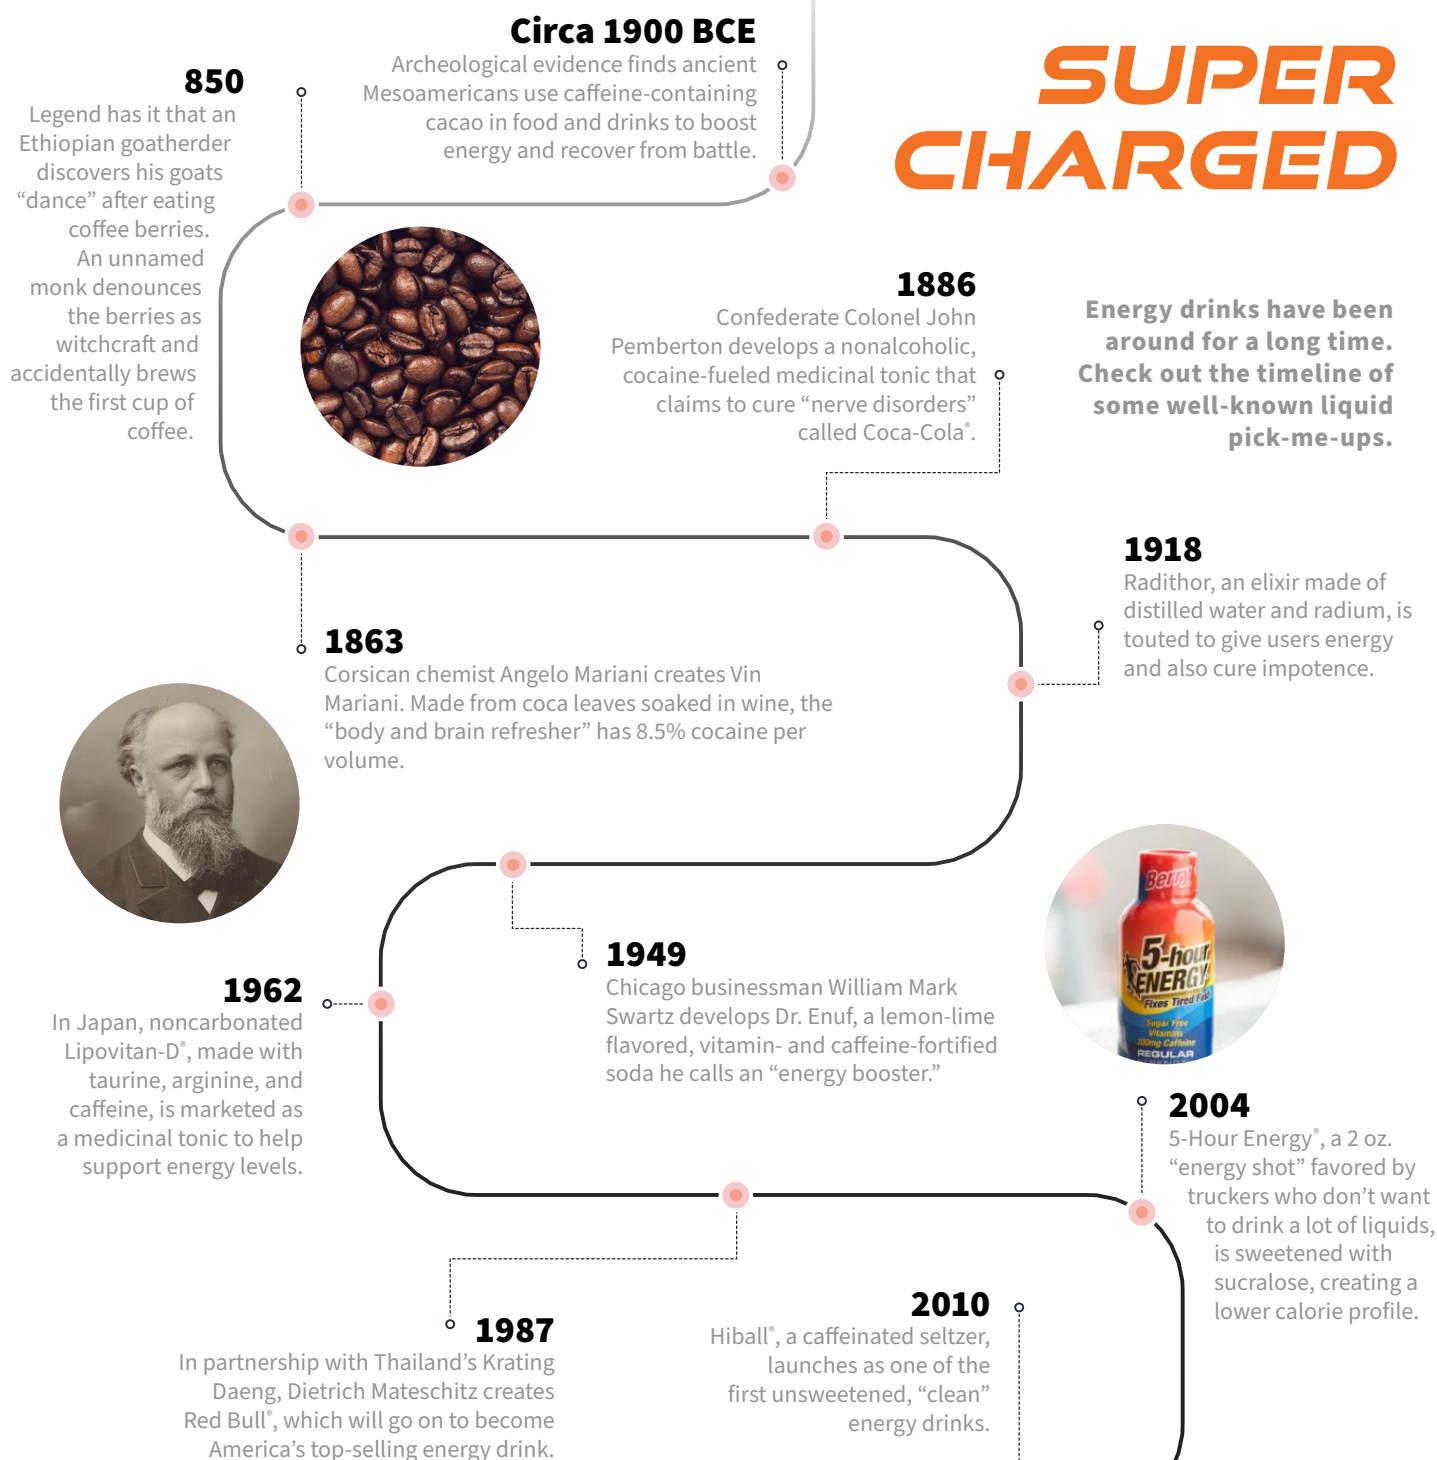 SUPER
CHARGED
Energy drinks have been
around for a long time.
Check out the timeline of
some well-known liquid
pick-me-ups.
Circa 1900 BCE
Archeological evidence finds ancient
Mesoamericans use caffeine-containing
cacao in food and drinks to boost
energy and recover from battle.
850
Legend has it that an
Ethiopian goatherder
discovers his goats
“dance” after eating
coffee berries.
An unnamed
monk denounces
the berries as
witchcraft and
accidentally brews
the first cup of
coffee.
1863
Corsican chemist Angelo Mariani creates Vin
Mariani. Made from coca leaves soaked in wine, the
“body and brain refresher” has 8.5% cocaine per
volume.
1886
Confederate Colonel John
Pemberton develops a nonalcoholic,
cocaine-fueled medicinal tonic that
claims to cure “nerve disorders”
called Coca-Cola®.
1918
Radithor, an elixir made of
distilled water and radium, is
touted to give users energy
and also cure impotence.
1949
Chicago businessman William Mark
Swartz develops Dr. Enuf, a lemon-lime
flavored, vitamin- and caffeine-fortified
soda he calls an “energy booster.”
1962
In Japan, noncarbonated
Lipovitan-D®, made with
taurine, arginine, and
caffeine, is marketed as
a medicinal tonic to help
support energy levels.
1987
In partnership with Thailand’s Krating
Daeng, Dietrich Mateschitz creates
Red Bull®, which will go on to become
America’s top-selling energy drink.
Berry
5-hour
ENERGY
Fixes Tired Fast
Sugar Free
Vitamins
200mg Caffeine
REGULAR
STRENGTH
2004
5-Hour Energy®, a 2 oz.
“energy shot” favored by
truckers who don’t want
to drink a lot of liquids,
is sweetened with
sucralose, creating a
lower calorie profile.
2010
Hiball®, a caffeinated seltzer,
launches as one of the
first unsweetened, “clean”
energy drinks.